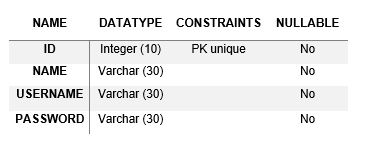 NAME DATATYPE CONSTRAINTS NULLABLE
ID Integer (10) PK unique No
NAME Varchar (30) No
USERNAME Varchar (30) No
PASSWORD Varchar (30) No